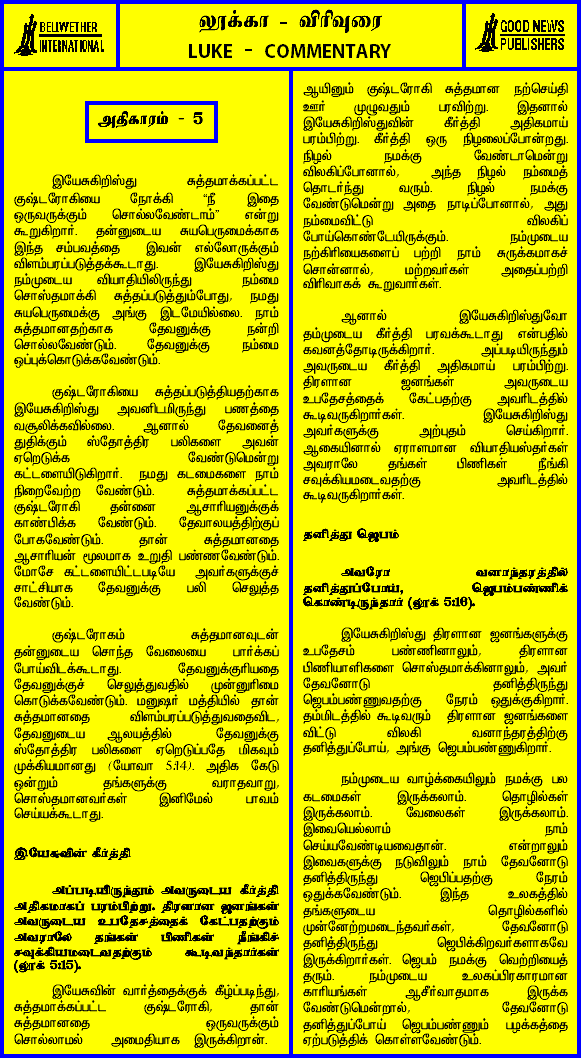 BELLWETHER
INTERNATIONAL
லூக்கா - விரிவுரை
LUKE - COMMENTARY
GOOD NEWS
PUBLISHERS
அதிகாரம் - 5
இயேசுகிறிஸ்து சுத்தமாக்கப்பட்ட
குஷ்டரோகியை நோக்கி “நீ இதை
ஒருவருக்கும் சொல்லவேண்டாம்” என்று
கூறுகிறார். தன்னுடைய சுயபெருமைக்காக
இந்த சம்பவத்தை இவன் எல்லோருக்கும்
விளம்பரப்படுத்தக்கூடாது. இயேசுகிறிஸ்து
நம்முடைய வியாதியிலிருந்து நம்மை
சொஸ்தமாக்கி சுத்தப்படுத்தும்போது, நமது
சுயபெருமைக்கு அங்கு இடமேயில்லை. நாம்
சுத்தமானதற்காக தேவனுக்கு நன்றி
சொல்லவேண்டும். தேவனுக்கு நம்மை
ஒப்புக்கொடுக்கவேண்டும்.
குஷ்டரோகியை சுத்தப்படுத்தியதற்காக
இயேசுகிறிஸ்து அவனிடமிருந்து பணத்தை
வசூலிக்கவில்லை. ஆனால் தேவனைத்
துதிக்கும் ஸ்தோத்திர பலிகளை அவன்
ஏறெடுக்க வேண்டுமென்று
கட்டளையிடுகிறார். நமது கடமைகளை நாம்
நிறைவேற்ற வேண்டும். சுத்தமாக்கப்பட்ட
குஷ்டரோகி தன்னை ஆசாரியனுக்குக்
காண்பிக்க வேண்டும். தேவாலயத்திற்குப்
போகவேண்டும். தான் சுத்தமானதை
ஆசாரியன் மூலமாக உறுதி பண்ணவேண்டும்.
மோசே கட்டளையிட்டபடியே அவர்களுக்குச்
சாட்சியாக தேவனுக்கு பலி செலுத்த
வேண்டும்.
குஷ்டரோகம் சுத்தமானவுடன்
தன்னுடைய சொந்த வேலையை பார்க்கப்
போய்விடக்கூடாது. தேவனுக்குரியதை
தேவனுக்குச் செலுத்துவதில் முன்னுரிமை
கொடுக்கவேண்டும். மனுஷர் மத்தியில் தான்
சுத்தமானதை விளம்பரப்படுத்துவதைவிட,
தேவனுடைய ஆலயத்தில் தேவனுக்கு
ஸ்தோத்திர பலிகளை ஏறெடுப்பதே மிகவும்
முக்கியமானது (யோவா 5:14). அதிக கேடு
ஒன்றும் தங்களுக்கு வராதவாறு,
சொஸ்தமானவர்கள் இனிமேல் பாவம்
செய்யக்கூடாது.
இயேசுவின் கீர்த்தி
அப்படியிருந்தும் அவருடைய கீர்த்தி
அதிகமாகப் பரம்பிற்று. திரளான ஜனங்கள்
அவருடைய உபதேசத்தைக் கேட்பதற்கும்
அவராலே தங்கள் பிணிகள் நீங்கிச்
சவுக்கியமடைவதற்கும் கூடிவந்தார்கள்
(லூக் 5:15).
இயேசுவின் வார்த்தைக்குக் கீழ்படிந்து,
சுத்தமாக்கப்பட்ட குஷ்டரோகி, தான்
சுத்தமானதை ஒருவருக்கும்
சொல்லாமல் அமைதியாக இருக்கிறான்.
ஆயினும் குஷ்டரோகி சுத்தமான நற்செய்தி
ஊர் முழுவதும் பரவிற்று. இதனால்
இயேசுகிறிஸ்துவின் கீர்த்தி அதிகமாய்
பரம்பிற்று. கீர்த்தி ஒரு நிழலைப்போன்றது.
நிழல் நமக்கு வேண்டாமென்று
விலகிப்போனால், அந்த நிழல் நம்மைத்
தொடர்ந்து வரும். நிழல் நமக்கு
வேண்டுமென்று அதை நாடிப்போனால், அது
நம்மைவிட்டு விலகிப்
போய்கொண்டேயிருக்கும். நம்முடைய
நற்கிரியைகளைப் பற்றி நாம் சுருக்கமாகச்
சொன்னால், மற்றவர்கள் அதைப்பற்றி
விரிவாகக் கூறுவார்கள்.
ஆனால் இயேசுகிறிஸ்துவோ
தம்முடைய கீர்த்தி பரவக்கூடாது என்பதில்
கவனத்தோடிருக்கிறார். அப்படியிருந்தும்
அவருடைய கீர்த்தி அதிகமாய் பரம்பிற்று.
திரளான ஜனங்கள் அவருடைய
உபதேசத்தைக் கேட்பதற்கு அவரிடத்தில்
கூடிவருகிறார்கள். இயேசுகிறிஸ்து
அவர்களுக்கு அற்புதம் செய்கிறார்.
ஆகையினால் ஏராளமான வியாதியஸ்தர்கள்
அவராலே தங்கள் பிணிகள் நீங்கி
சவுக்கியமடைவதற்கு அவரிடத்தில்
கூடிவருகிறார்கள்.
தனித்து ஜெபம்
அவரோ வனாந்தரத்தில்
தனித்துப்போய், ஜெபம்பண்ணிக்
கொண்டிருந்தார் (லூக் 5:16).
இயேசுகிறிஸ்து திரளான ஜனங்களுக்கு
உபதேசம் பண்ணினாலும், திரளான
பிணியாளிகளை சொஸ்தமாக்கினாலும், அவர்
தேவனோடு தனித்திருந்து
ஜெபம்பண்ணுவதற்கு நேரம் ஒதுக்குகிறார்.
தம்மிடத்தில் கூடிவரும் திரளான ஜனங்களை
விட்டு விலகி வனாந்தரத்திற்கு
தனித்துப்போய், அங்கு ஜெபம்பண்ணுகிறார்.
நம்முடைய வாழ்க்கையிலும் நமக்கு பல
கடமைகள் இருக்கலாம். தொழில்கள்
இருக்கலாம். வேலைகள் இருக்கலாம்.
இவையெல்லாம் நாம்
செய்யவேண்டியவைதான். என்றாலும்
இவைகளுக்கு நடுவிலும் நாம் தேவனோடு
தனித்திருந்து ஜெபிப்பதற்கு நேரம்
ஒதுக்கவேண்டும். இந்த உலகத்தில்
தங்களுடைய தொழில்களில்
முன்னேற்றமடைந்தவர்கள், தேவனோடு
தனித்திருந்து ஜெபிக்கிறவர்களாகவே
இருக்கிறார்கள். ஜெபம் நமக்கு வெற்றியைத்
தரும். நம்முடைய உலகப்பிரகாரமான
காரியங்கள் ஆசீர்வாதமாக இருக்க
வேண்டுமென்றால், தேவனோடு
தனித்துப்போய் ஜெபம்பண்ணும் பழக்கத்தை
ஏற்படுத்திக் கொள்ளவேண்டும்.